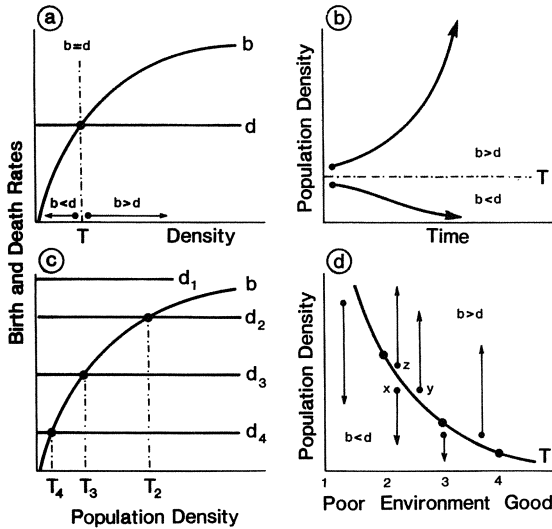 Birth and Death Rates
a
b=d
b
d
b<d
b>d
T
Density
b
Population Density
b>d
T
b<d
Time
c
d1
b
d2
d3
d4
T4
T3
T2
Population Density
d
Population Density
b>d
z
x
y
b<d
T
1
2
3
4
Poor Environment Good